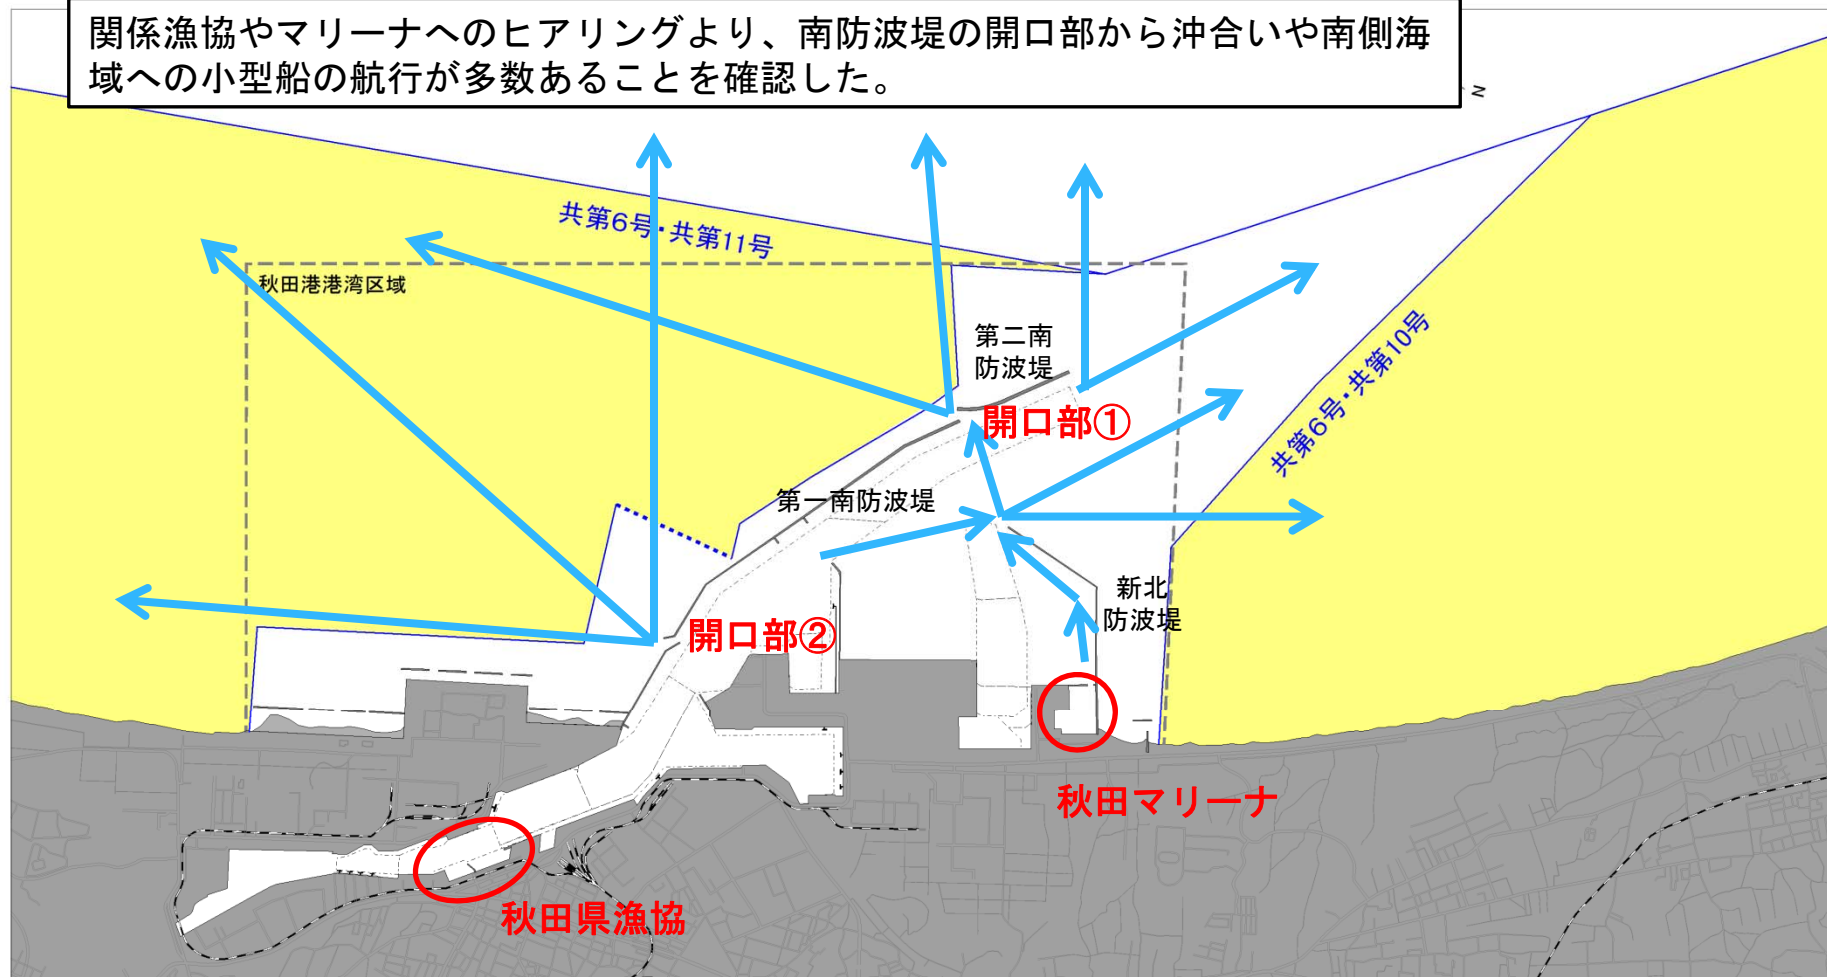 関係漁協やマリーナへのヒアリングより、南防波堤の開口部から沖合いや南側海
域への小型船の航行が多数あることを確認した。
N
共第6号・共第11号
秋田港港湾区域
第二南
防波堤
開口部①
共第6号・共第10号
第一南防波堤
新北
防波堤
開口部②
秋田マリーナ
秋田県漁協